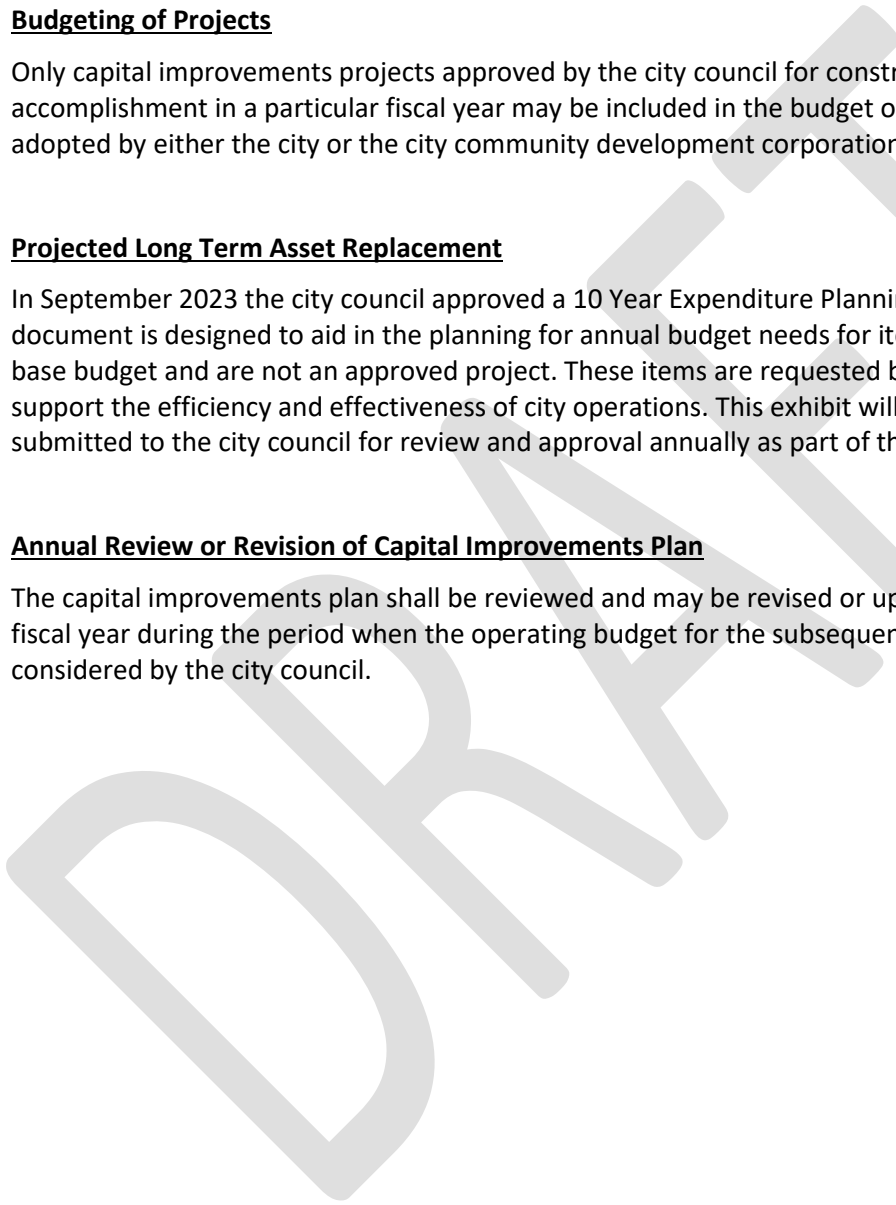 Budgeting of Projects
Only capital improvements projects approved by the city council for
accomplishment in a particular fiscal year may be included in the budget
adopted by either the city or the city community development
Projected Long Term Asset Replacement
In September 2023 the city council approved a 10 Year Expenditure
document is designed to aid in the planning for annual budget needs for
base budget and are not an approved project. These items are requested
support the efficiency and effectiveness of city operations. This exhibit will
submitted to the city council for review and approval annually as part of
Annual Review or Revision of Capital Improvements Plan
The capital improvements plan shall be reviewed and may be revised or
fiscal year during the period when the operating budget for the
considered by the city council.
DRAFT